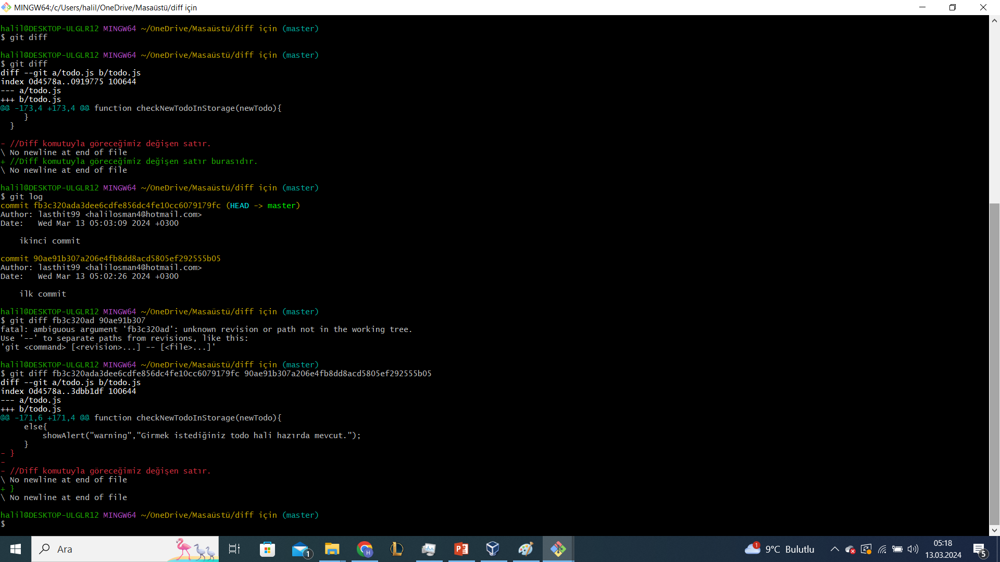 MINGW64:/c/Users/halil/OneDrive/Masaüstü/diff için
halil@DESKTOP-ULGLR12 MINGW64 ~/OneDrive/Masaüstü/diff için (master)
$ git diff
halil@DESKTOP-ULGLR12 MINGW64 ~/OneDrive/Masaüstü/diff için (master)
$ git diff
diff --git a/todo.js b/todo.js
index 0d4578a..0919775 100644
--- a/todo.js
+++ b/todo.js
@@ -173,4 +173,4 @@ function checkNewTodoInStorage(newTodo){
     }
  }
- //Diff komutuyla göreceğimiz değişen satır.
\ No newline at end of file
+ //Diff komutuyla göreceğimiz değişen satır burasıdır.
\ No newline at end of file
halil@DESKTOP-ULGLR12 MINGW64 ~/OneDrive/Masaüstü/diff için (master)
$ git log
commit fb3c320ada3dee6cdfe856dc4fe10cc6079179fc (HEAD -> master)
Author: lasthit99 <halilosman4@hotmail.com>
Date:   Wed Mar 13 05:03:09 2024 +0300
    ikinci commit
commit 90ae91b307a206e4fb8dd8acd5805ef292555b05
Author: lasthit99 <halilosman4@hotmail.com>
Date:   Wed Mar 13 05:02:26 2024 +0300
    ilk commit
halil@DESKTOP-ULGLR12 MINGW64 ~/OneDrive/Masaüstü/diff için (master)
$ git diff fb3c320ad 90ae91b307
fatal: ambiguous argument 'fb3c320ad': unknown revision or path not in the working tree.
Use '--' to separate paths from revisions, like this:
'git <command> [<revision>...] -- [<file>...]'
halil@DESKTOP-ULGLR12 MINGW64 ~/OneDrive/Masaüstü/diff için (master)
$ git diff fb3c320ada3dee6cdfe856dc4fe10cc6079179fc 90ae91b307a206e4fb8dd8acd5805ef292555b05
diff --git a/todo.js b/todo.js
index 0d4578a..3dbb1df 100644
--- a/todo.js
+++ b/todo.js
@@ -171,6 +171,4 @@ function checkNewTodoInStorage(newTodo){
     else{
         showAlert("warning","Girmek istediğiniz todo hali hazırda mevcut.");
     }
- }
-
- //Diff komutuyla göreceğimiz değişen satır.
\ No newline at end of file
+ }
\ No newline at end of file
halil@DESKTOP-ULGLR12 MINGW64 ~/OneDrive/Masaüstü/diff için (master)
$
Ara
1
H
P
1
9°C Bulutlu
05:18
13.03.2024
5